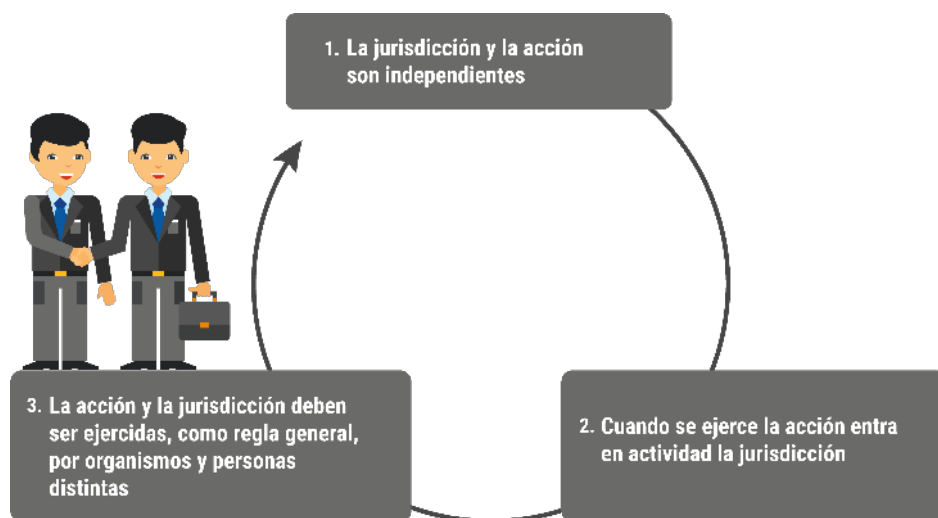 1. La jurisdicción y la acción
son independientes
2. Cuando se ejerce la acción entra
en actividad la jurisdicción
3. La acción y la jurisdicción deben
ser ejercidas, como regla general,
por organismos y personas
distintas